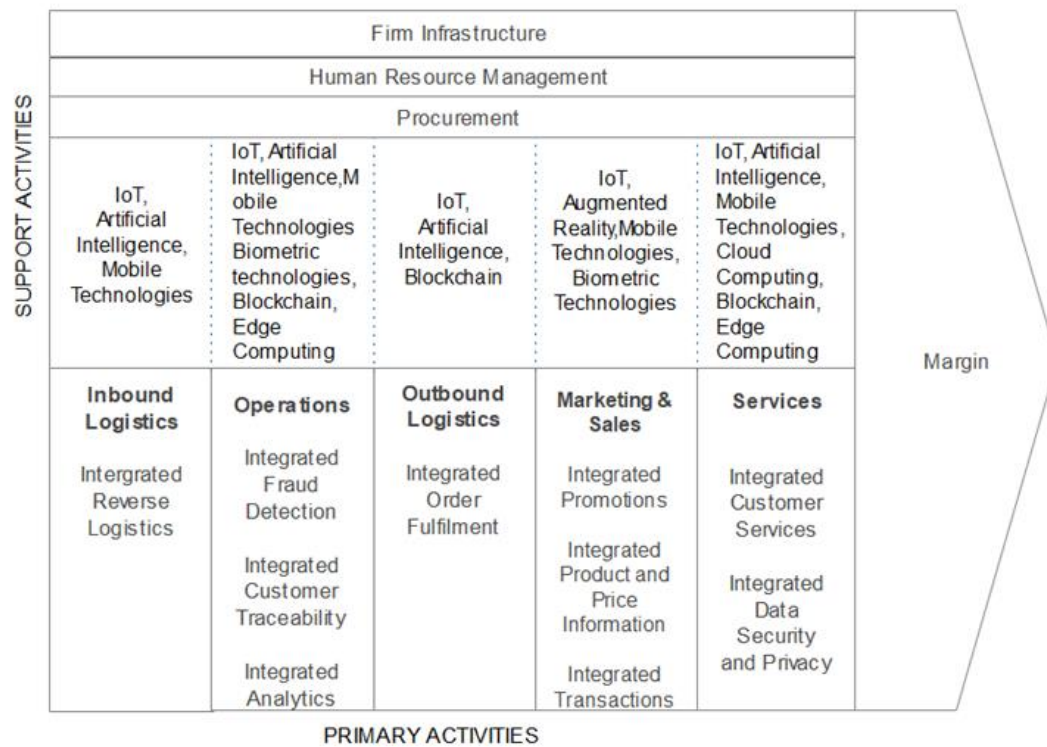 Firm Infrastructure
Human Resource Management
Procurement
SUPPORT ACTIVITIES
IoT,
Artificial
Intelligence,
Mobile
Technologies
IoT, Artificial
Intelligence,M
obile
Technologies
Biometric
technologies,
Blockchain,
Edge
Computing
IoT,
Artificial
Intelligence,
Blockchain
IoT,
Augmented
Reality,Mobile
Technologies,
Biometric
Technologies
IoT, Artificial
Intelligence,
Mobile
Technologies,
Cloud
Computing,
Blockchain,
Edge
Computing
Margin
Inbound
Logistics
Intergrated
Reverse
Logistics
Operations
Integrated
Fraud
Detection
Integrated
Customer
Traceability
Integrated
Analytics
Outbound
Logistics
Integrated
Order
Fulfilment
Marketing &
Sales
Integrated
Promotions
Integrated
Product and
Price
Information
Integrated
Transactions
Services
Integrated
Customer
Services
Integrated
Data
Security
and Privacy
PRIMARY ACTIVITIES